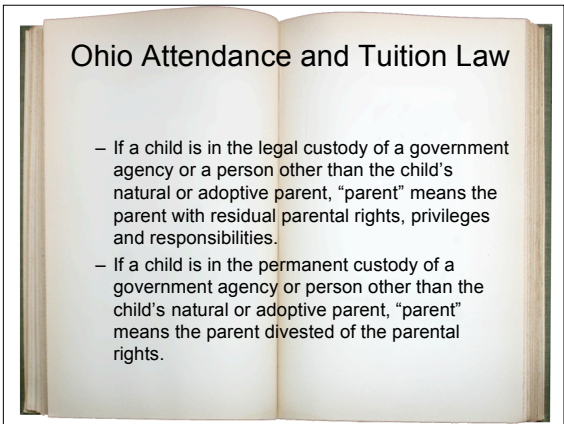 Ohio Attendance and Tuition Law
– If a child is in the legal custody of a government
agency or a person other than the child's
natural or adoptive parent, “parent” means the
parent with residual parental rights, privileges
and responsibilities.
– If a child is in the permanent custody of a
government agency or person other than the
child's natural or adoptive parent, “parent”
means the parent divested of the parental
rights.